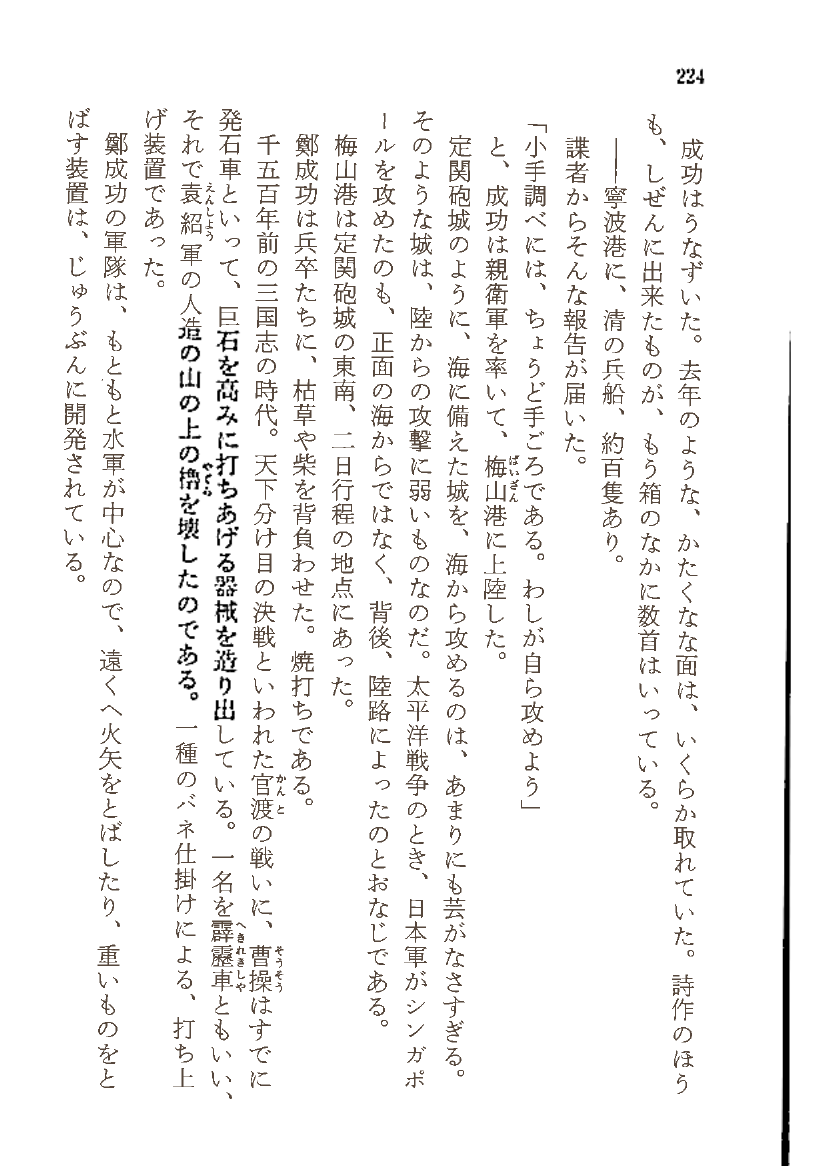 224
成功はうなずいた。去年のような、かたくなな面は、いくらか取れていた。詩作のほう
も、しぜんに出来たものが、もう箱のなかに数首はいっている。
――寧波港に、清の兵船、約百隻あり。
諜者からそんな報告が届いた。
「小手調べには、ちょうど手ごろである。わしが自ら攻めよう」
と、成功は親衛軍を率いて、梅山港に上陸した。
定関砲城のように、海に備えた城を、海から攻めるのは、あまりにも芸がなさすぎる。
そのような城は、陸からの攻撃に弱いものなのだ。太平洋戦争のとき、日本軍がシンガポ
ールを攻めたのも、正面の海からではなく、背後、陸路によったのとおなじである。
梅山港は定関砲城の東南、二日行程の地点にあった。
鄭成功は兵卒たちに、枯草や柴を背負わせた。焼打ちである。
千五百年前の三国志の時代。天下分け目の決戦といわれた官渡の戦いに、曹操はすでに
発石車といって、巨石を高みに打ちあげる器械を造り出している。一名を霹靂車ともいい、
それで袁紹軍の人造の山の上の櫓を壊したのである。一種のバネ仕掛けによる、打ち上
げ装置であった。
鄭成功の軍隊は、もともと水軍が中心なので、遠くへ火矢をとばしたり、重いものをと
ばす装置は、じゅうぶんに開発されている。